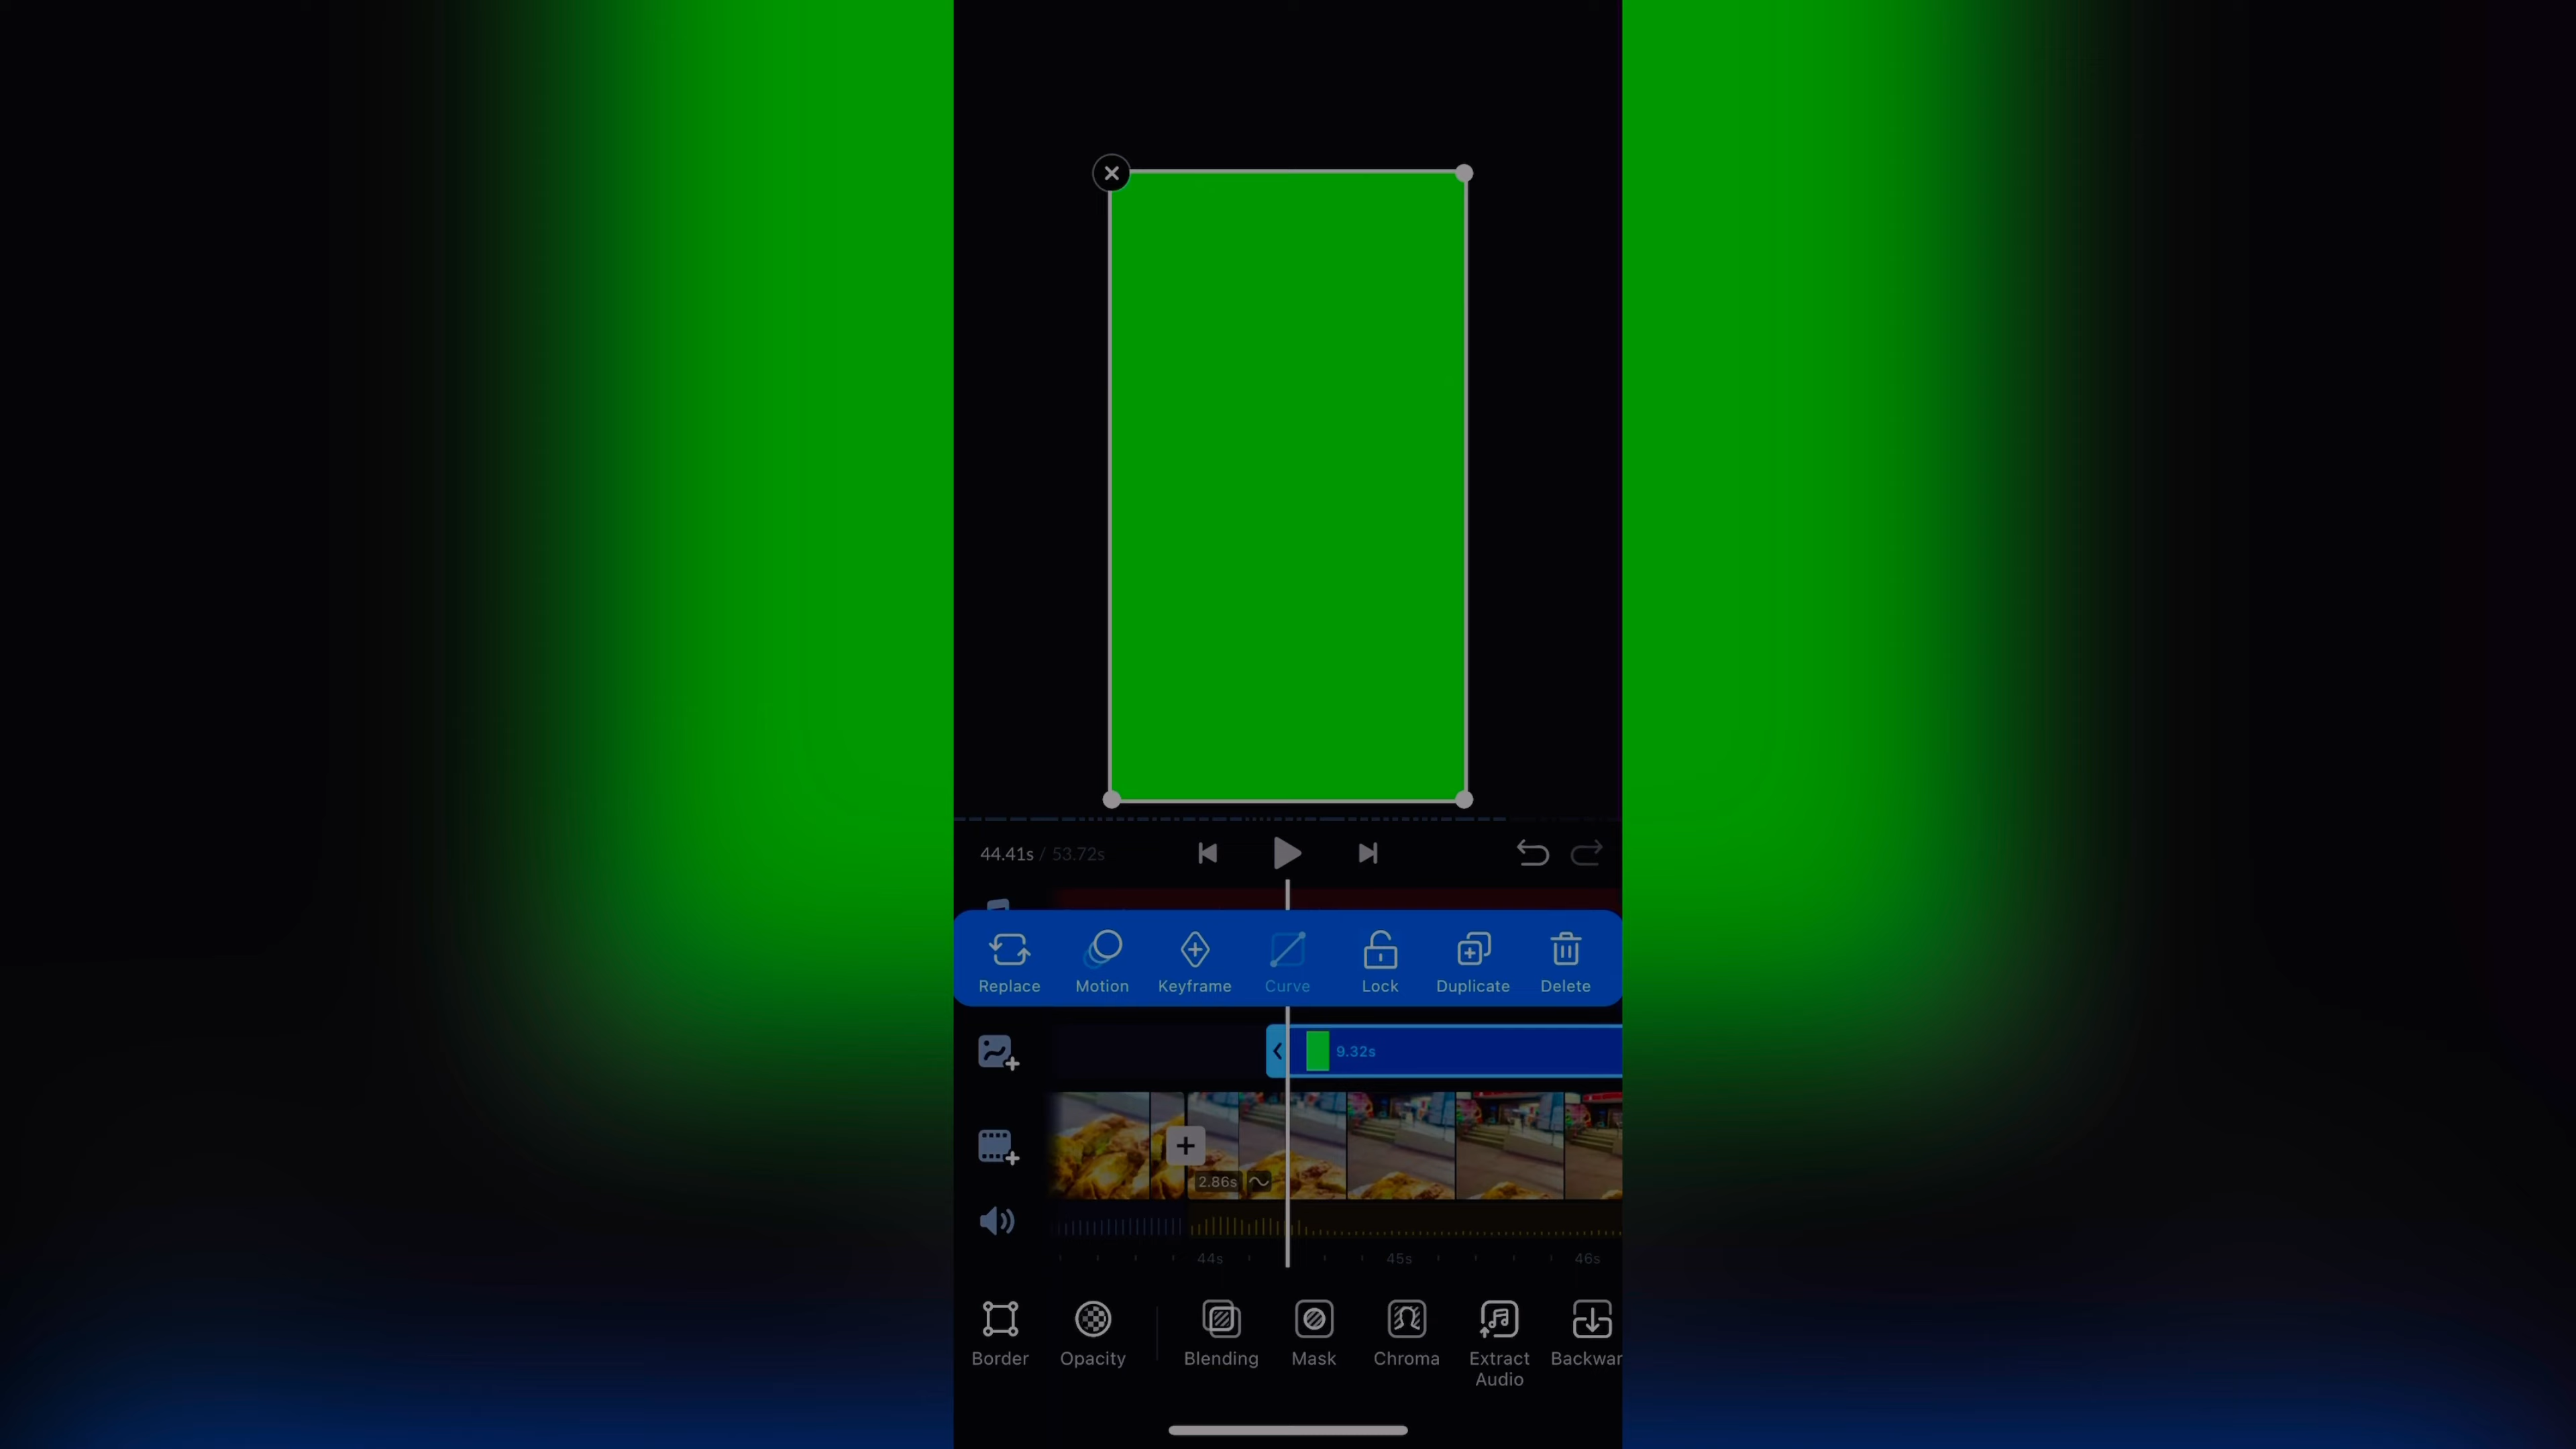 44.41s / 53.72s
Replace Motion Keyframe Curve Lock Duplicate Delete
9.32s
2.86s
44s 45s 46s
Border Opacity Blending Mask Chroma Extract Audio Backwar